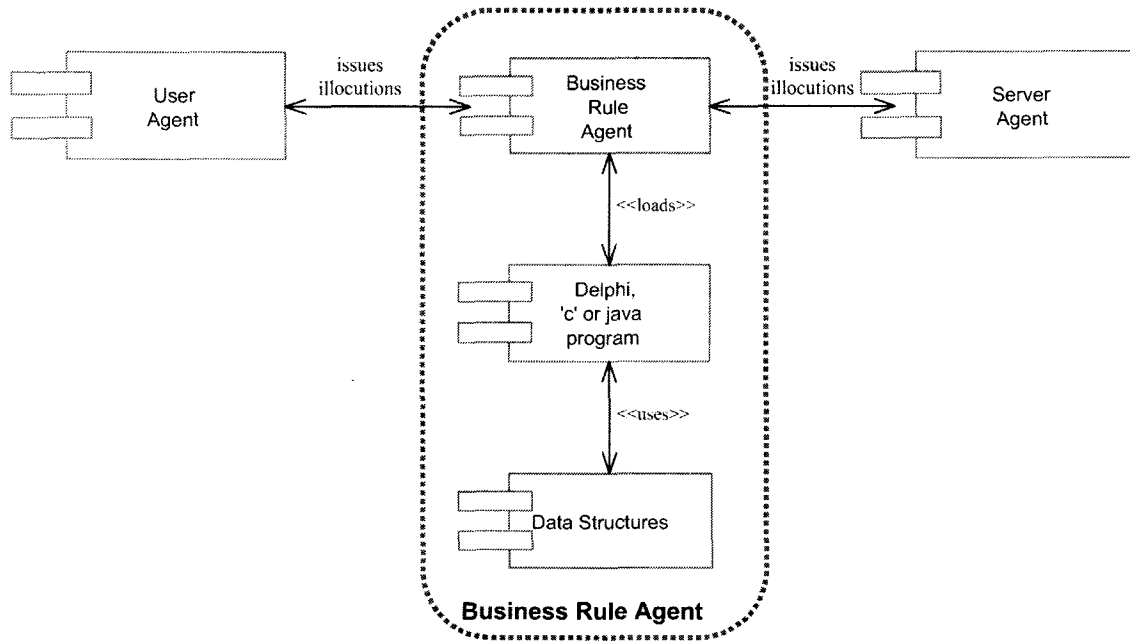 issues
illocutions
User
Agent
Business
Rule
Agent
issues
illocutions
Server
Agent
<<loads>>
Delphi,
'c' or java
program
<<uses>>
Data Structures
Business Rule Agent